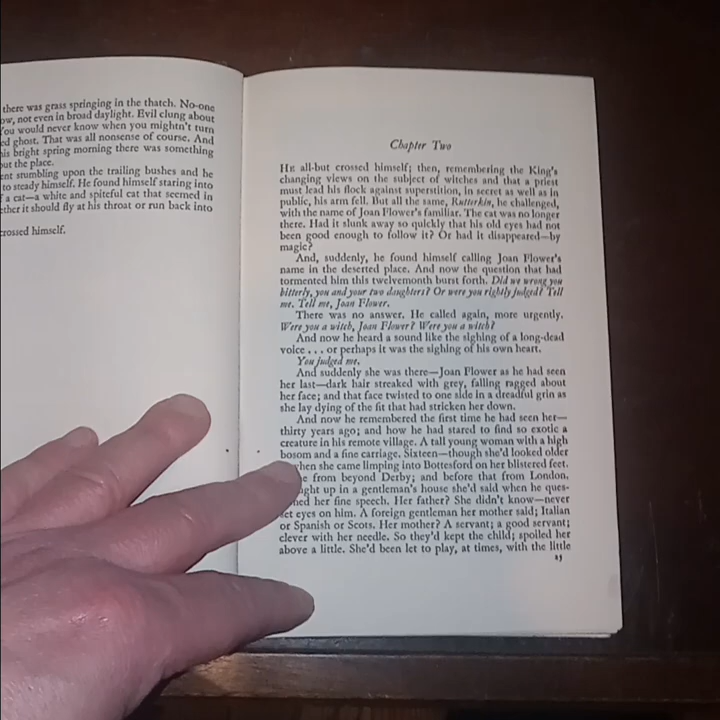 there was grass springing in the thatch. No-one
ow, not even in broad daylight. Evil clung about
You would never know when you mightn't turn
ed ghost. That was all nonsense of course. And
is bright spring morning there was something
out the place.
ent stumbling upon the trailing bushes and he
to steady himself. He found himself staring into
f a cat—a white and spiteful cat that seemed in
ether it should fly at his throat or run back into
crossed himself.
Chapter Two
HE all-but crossed himself; then, remembering the King's
changing views on the subject of witches and that a priest
must lead his flock against superstition, in secret as well as in
public, his arm fell. But all the same, Rutterkin, he challenged,
with the name of Joan Flower's familiar. The cat was no longer
there. Had it slunk away so quickly that his old eyes had not
been good enough to follow it? Or had it disappeared—by
magic?
And, suddenly, he found himself calling Joan Flower's
name in the deserted place. And now the question that had
tormented him this twelvemonth burst forth. Did we wrong you
bitterly, you and your two daughters? Or were you rightly judged? Tell
me. Tell me, Joan Flower.
There was no answer. He called again, more urgently.
Were you a witch, Joan Flower? Were you a witch?
And now he heard a sound like the sighing of a long-dead
voice . . . or perhaps it was the sighing of his own heart.
You judged me.
And suddenly she was there—Joan Flower as he had seen
her last—dark hair streaked with grey, falling ragged about
her face; and that face twisted to one side in a dreadful grin as
she lay dying of the fit that had stricken her down.
And now he remembered the first time he had seen her—
thirty years ago; and how he had stared to find so exotic a
creature in his remote village. A tall young woman with a high
bosom and a fine carriage. Sixteen—though she'd looked older
when she came limping into Bottesford on her blistered feet.
e from beyond Derby; and before that from London.
ght up in a gentleman's house she'd said when he ques-
ned her fine speech. Her father? She didn't know—never
set eyes on him. A foreign gentleman her mother said; Italian
or Spanish or Scots. Her mother? A servant; a good servant;
clever with her needle. So they'd kept the child; spoiled her
above a little. She'd been let to play, at times, with the little